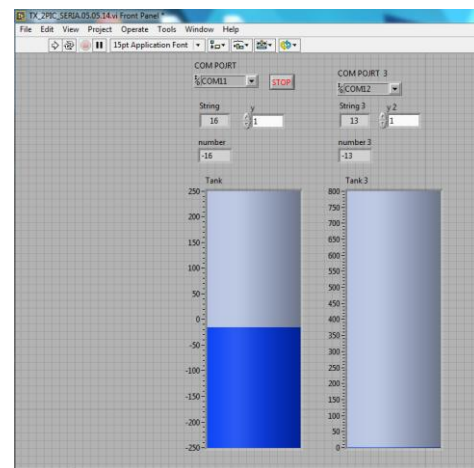 TX_2PIC_SERIA.05.05.14.vi Front Panel *
File Edit View Project Operate Tools Window Help
15pt Application Font
COM POJRT
COM11
STOP
String
y
16
1
number
-16
Tank
250
200
150
100
50
0
-50
-100
-150
-200
-250
COM POJRT 3
COM12
String 3
y 2
13
1
number 3
-13
Tank 3
800
750
700
650
600
550
500
450
400
350
300
250
200
150
100
50
0